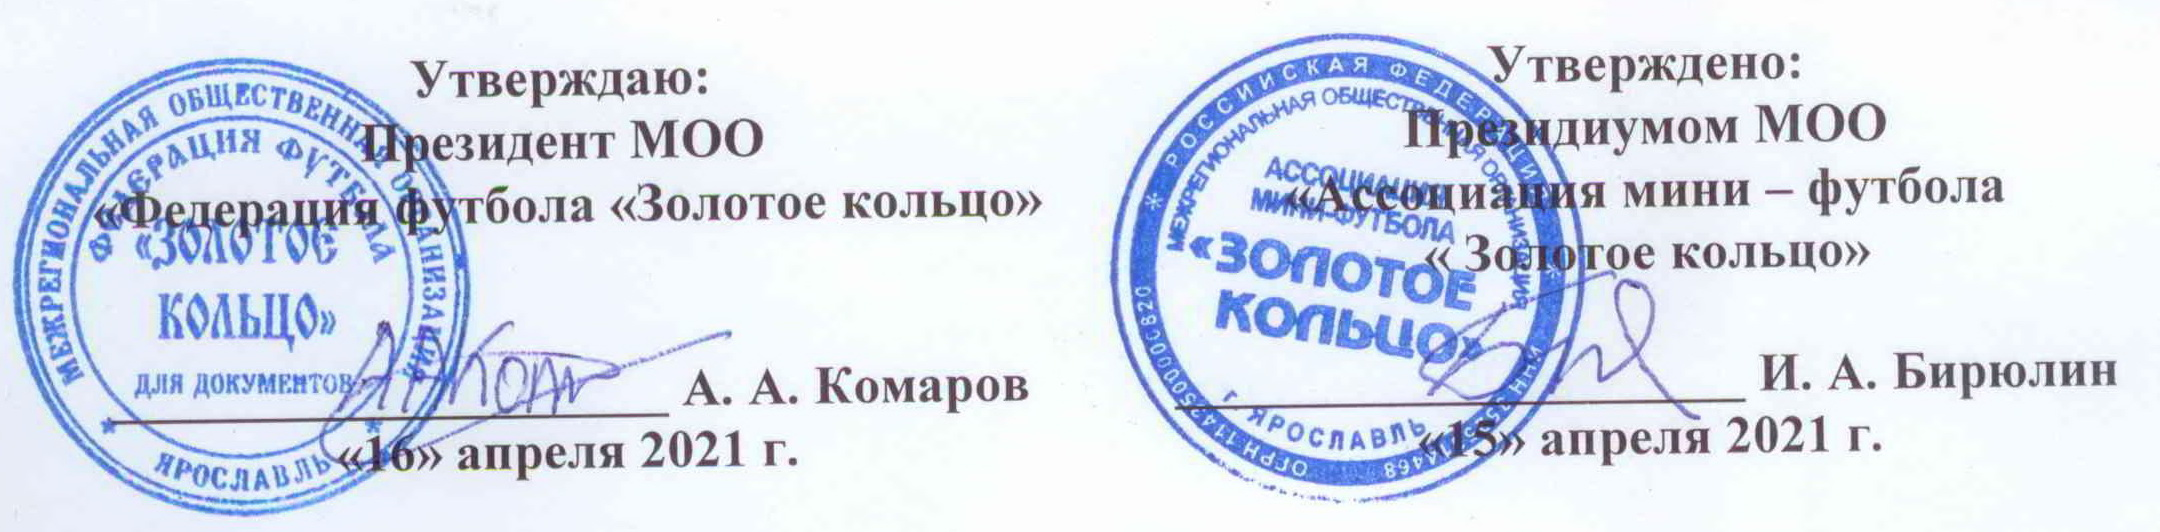 Утверждаю:
Президент МОО
«Федерация футбола «Золотое кольцо»
А. А. Комаров
«16» апреля 2021 г.
МЕЖРЕГИОНАЛЬНАЯ ОБЩЕСТВЕННАЯ ОРГАНИЗАЦИЯ
ФЕДЕРАЦИЯ ФУТБОЛА
«ЗОЛОТОЕ
КОЛЬЦО»
ДЛЯ ДОКУМЕНТОВ
* ЯРОСЛАВЛЬ *
Утверждено:
Президиумом МОО
«Ассоциация мини – футбола
« Золотое кольцо»
И. А. Бирюлин
«15» апреля 2021 г.
* РОССИЙСКАЯ ФЕДЕРАЦИЯ *
МЕЖРЕГИОНАЛЬНАЯ ОБЩЕСТВЕННАЯ ОРГАНИЗАЦИЯ
АССОЦИАЦИЯ
МИНИ-ФУТБОЛА
«ЗОЛОТОЕ
КОЛЬЦО»
г. ЯРОСЛАВЛЬ
ИНН
ОГРН